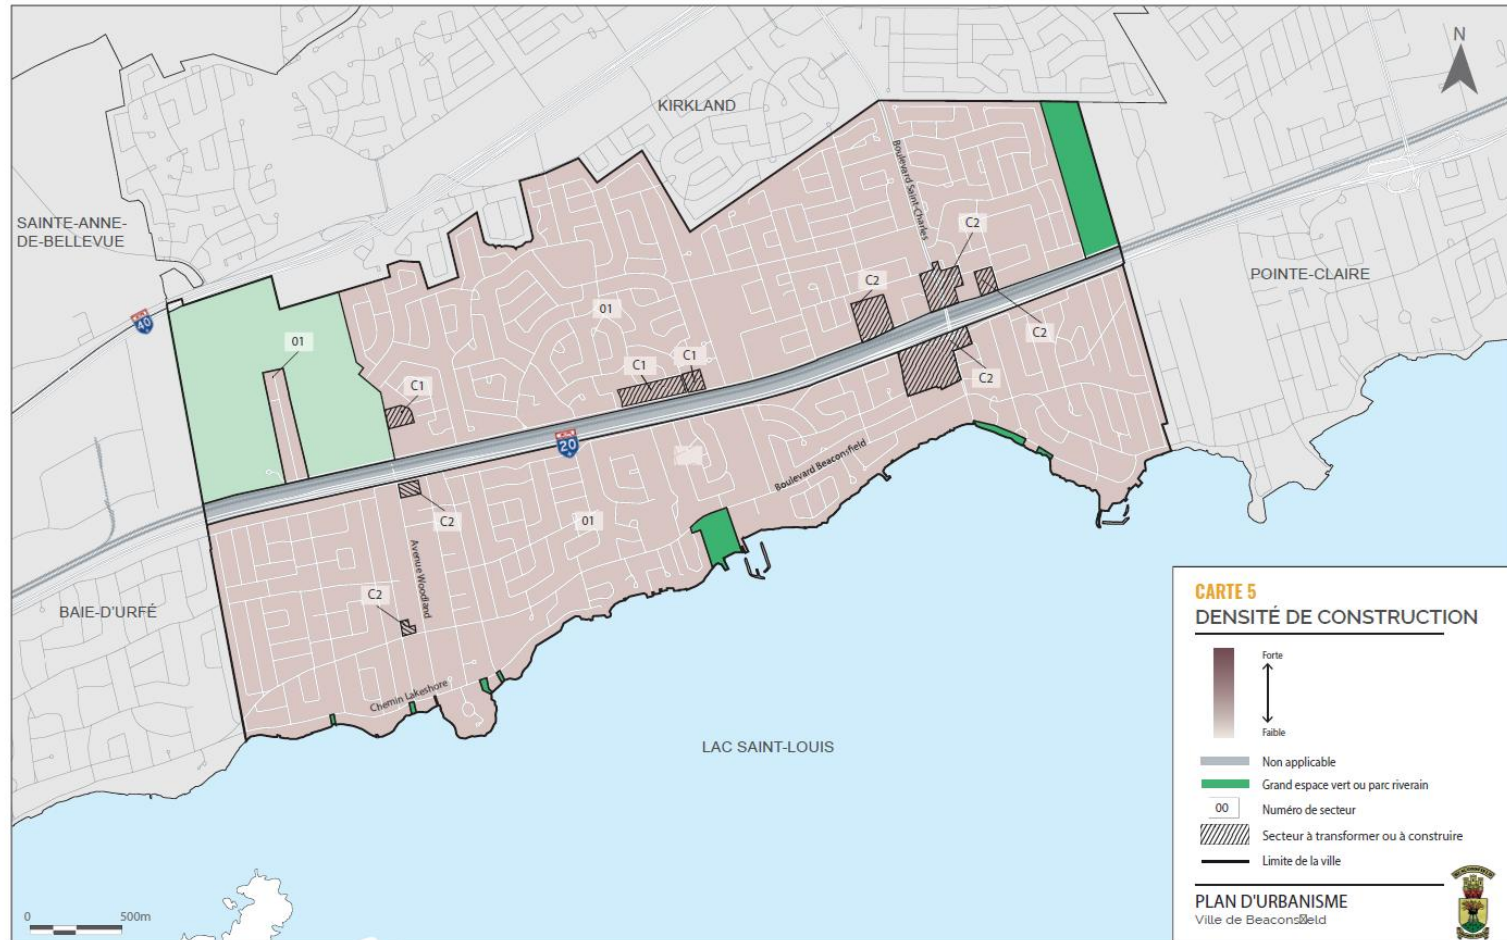 N
KIRKLAND
SAINTE-ANNE-
DE-BELLEVUE
POINTE-CLAIRE
BAIE-D'URFÉ
LAC SAINT-LOUIS
Boulevard Saint-Charles
Boulevard Beaconsfield
Avenue Woodland
Chemin Lakeshore
40
20
01
01
01
C1
C1
C1
C2
C2
C2
C2
C2
C2
0 500m
CARTE 5
DENSITÉ DE CONSTRUCTION
Forte
Faible
Non applicable
Grand espace vert ou parc riverain
00 Numéro de secteur
Secteur à transformer ou à construire
Limite de la ville
PLAN D'URBANISME
Ville de